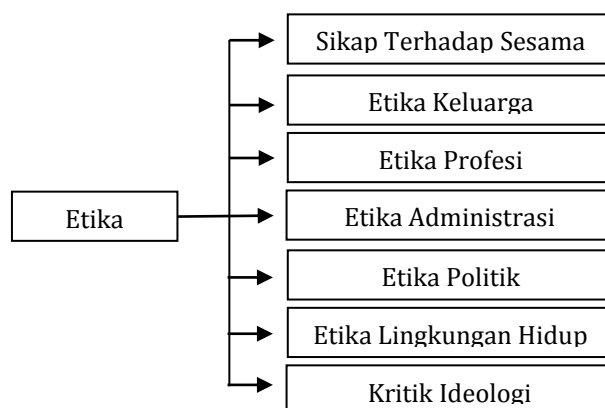 Sikap Terhadap Sesama
Etika Keluarga
Etika Profesi
Etika
Etika Administrasi
Etika Politik
Etika Lingkungan Hidup
Kritik Ideologi